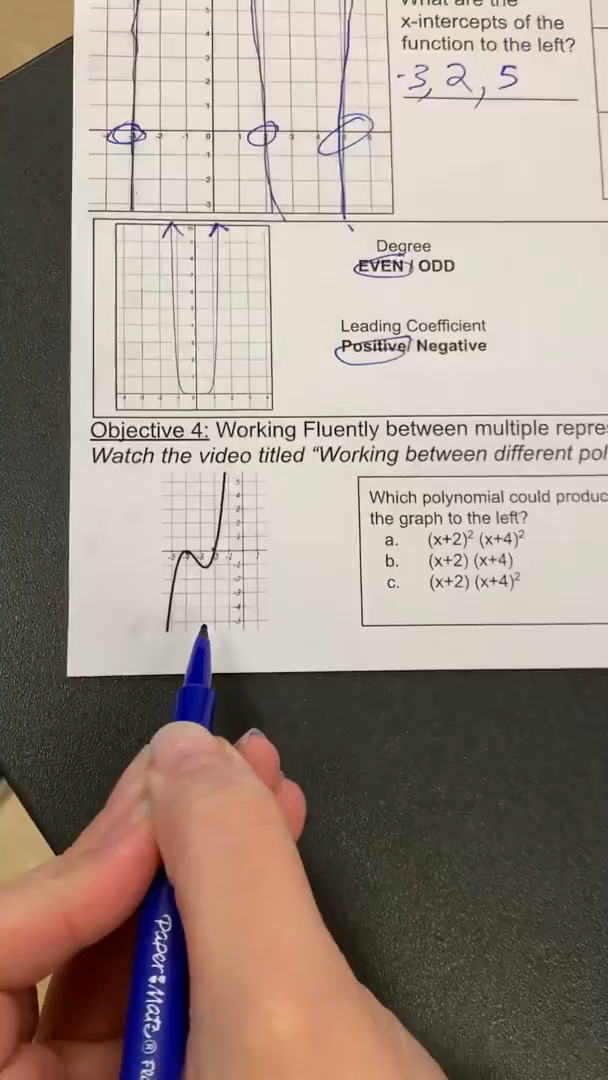 What are the
x-intercepts of the
function to the left?
-3, 2, 5
Degree
EVEN / ODD
Leading Coefficient
Positive/ Negative
Objective 4: Working Fluently between multiple repre
Watch the video titled "Working between different pol
Which polynomial could produc
the graph to the left?
a. (x+2)² (x+4)²
b. (x+2) (x+4)
c. (x+2) (x+4)²
Paper Mate®